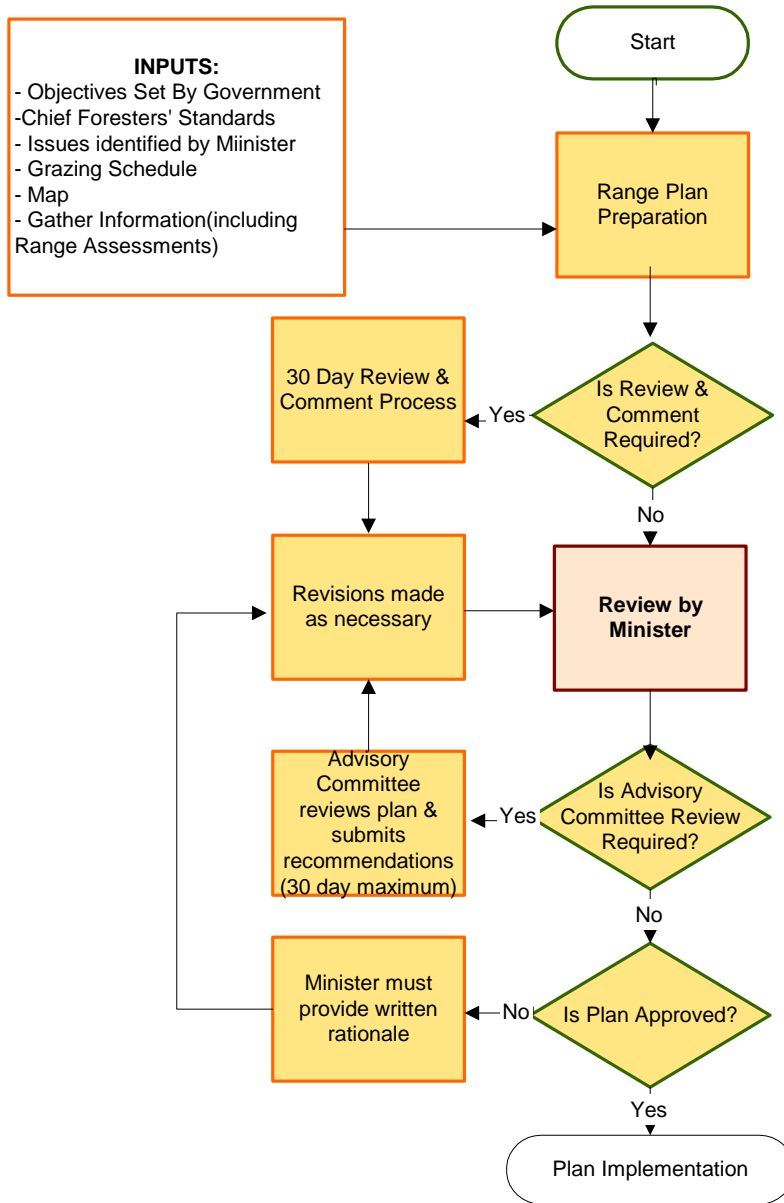 Start
INPUTS:
- Objectives Set By Government
-Chief Foresters' Standards
- Issues identified by Miinister
- Grazing Schedule
- Map
- Gather Information(including
Range Assessments)
Range Plan
Preparation
30 Day Review &
Comment Process
Yes
Is Review &
Comment
Required?
No
Revisions made
as necessary
Review by
Minister
Advisory
Committee
reviews plan &
submits
recommendations
(30 day maximum)
Yes
Is Advisory
Committee Review
Required?
No
Minister must
provide written
rationale
No
Is Plan Approved?
Yes
Plan Implementation